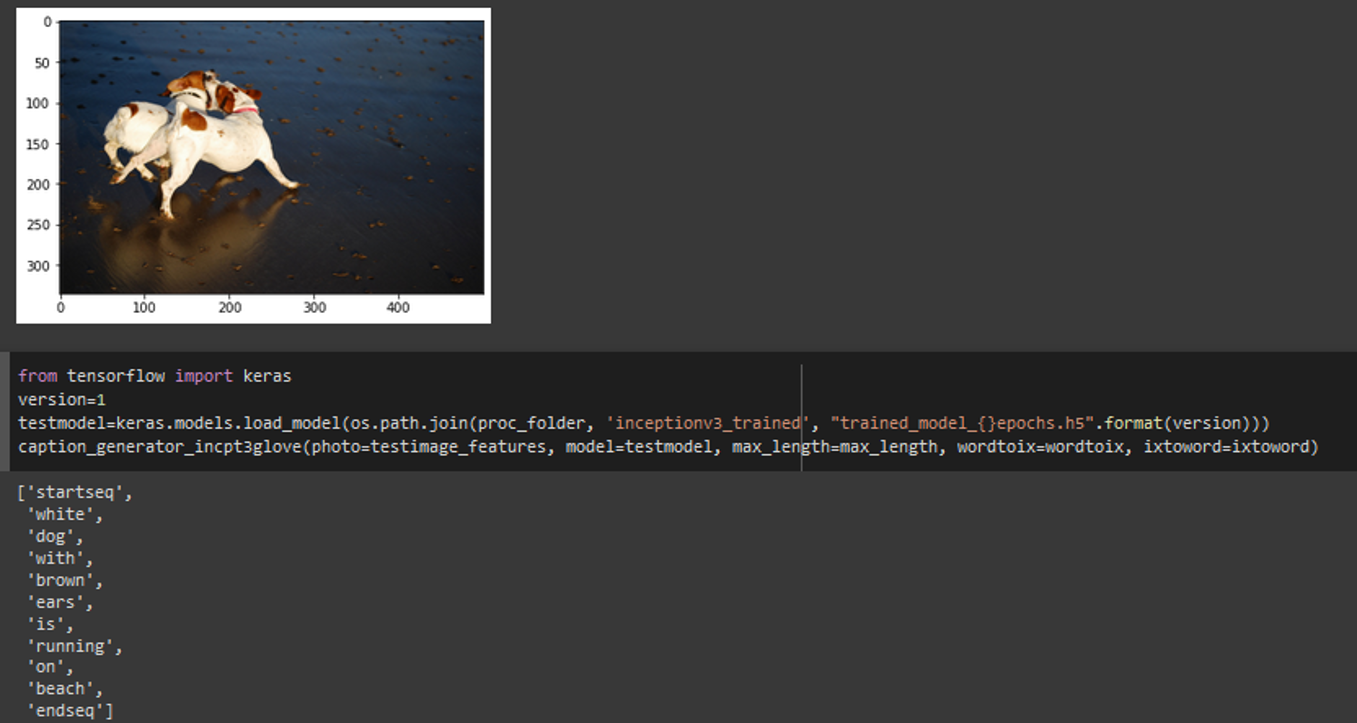 0
50
100
150
200
250
300
0 100 200 300 400
from tensorflow import keras
version=1
testmodel=keras.models.load_model(os.path.join(proc_folder, 'inceptionv3_trained', "trained_model_{}epochs.h5".format(version)))
caption_generator_incpt3glove(photo=testimage_features, model=testmodel, max_length=max_length, wordtoix=wordtoix, ixtoword=ixtoword)
['startseq',
'white',
'dog',
'with',
'brown',
'ears',
'is',
'running',
'on',
'beach',
'endseq']